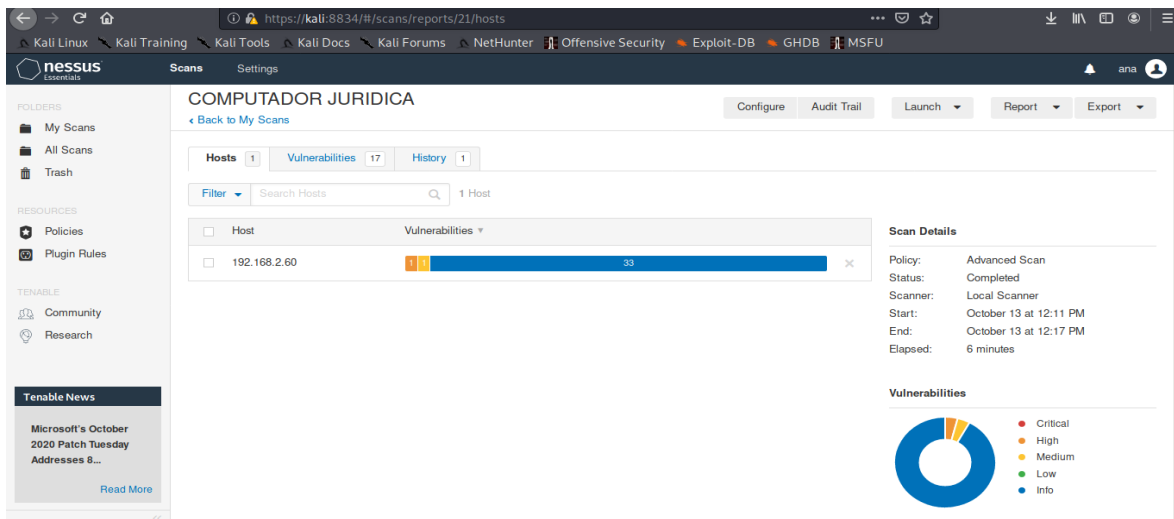 https://kali:8834/#/scans/reports/21/hosts
Kali Linux Kali Training Kali Tools Kali Docs Kali Forums NetHunter Offensive Security Exploit-DB GHDB MSFU
nessus Essentials Scans Settings ana
FOLDERS
My Scans
All Scans
Trash
RESOURCES
Policies
Plugin Rules
TENABLE
Community
Research
Tenable News
Microsoft's October
2020 Patch Tuesday
Addresses 8...
Read More
COMPUTADOR JURIDICA
Back to My Scans
Configure Audit Trail Launch Report Export
Hosts 1 Vulnerabilities 17 History 1
Filter Search Hosts 1 Host
Host Vulnerabilities
192.168.2.60 1 1 33
Scan Details
Policy: Advanced Scan
Status: Completed
Scanner: Local Scanner
Start: October 13 at 12:11 PM
End: October 13 at 12:17 PM
Elapsed: 6 minutes
Vulnerabilities
Critical
High
Medium
Low
Info